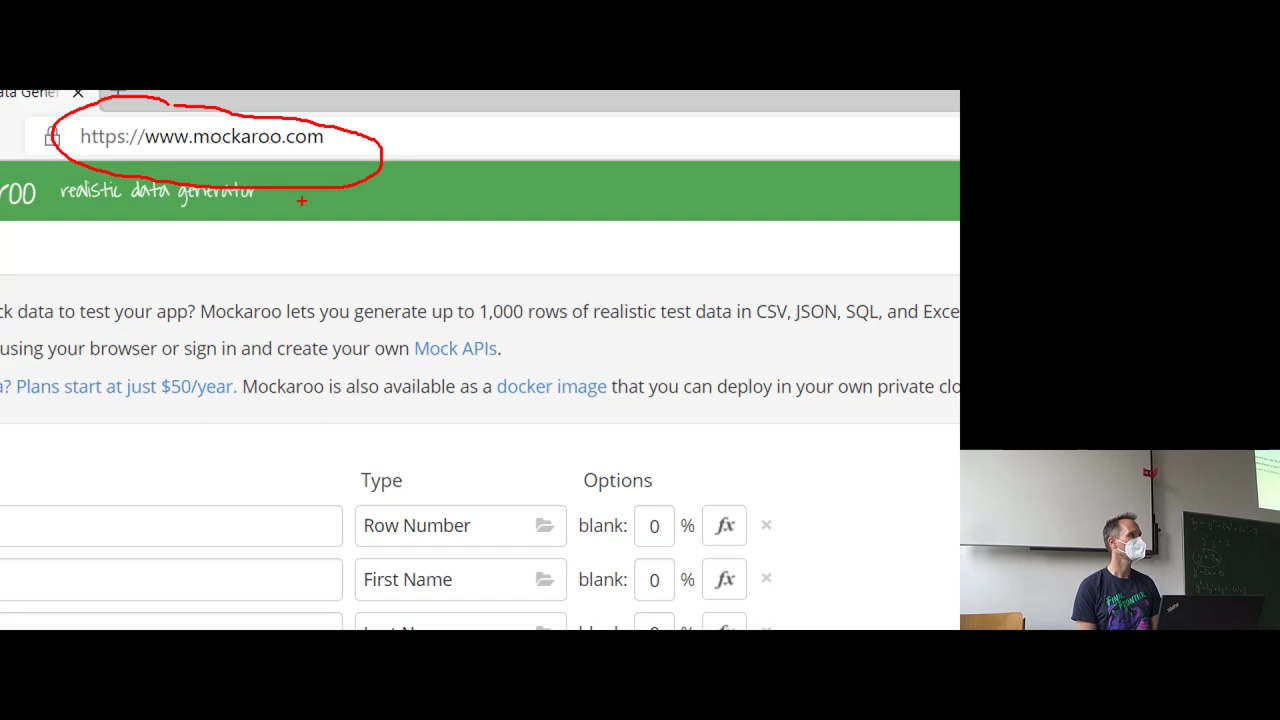 ata Gener
https://www.mockaroo.com
roo realistic data generator
ck data to test your app? Mockaroo lets you generate up to 1,000 rows of realistic test data in CSV, JSON, SQL, and Exce
using your browser or sign in and create your own Mock APIs.
a? Plans start at just $50/year. Mockaroo is also available as a docker image that you can deploy in your own private clo
Type Options
Row Number blank: 0 % fx ×
First Name blank: 0 % fx ×
FINAL
FRONTIER